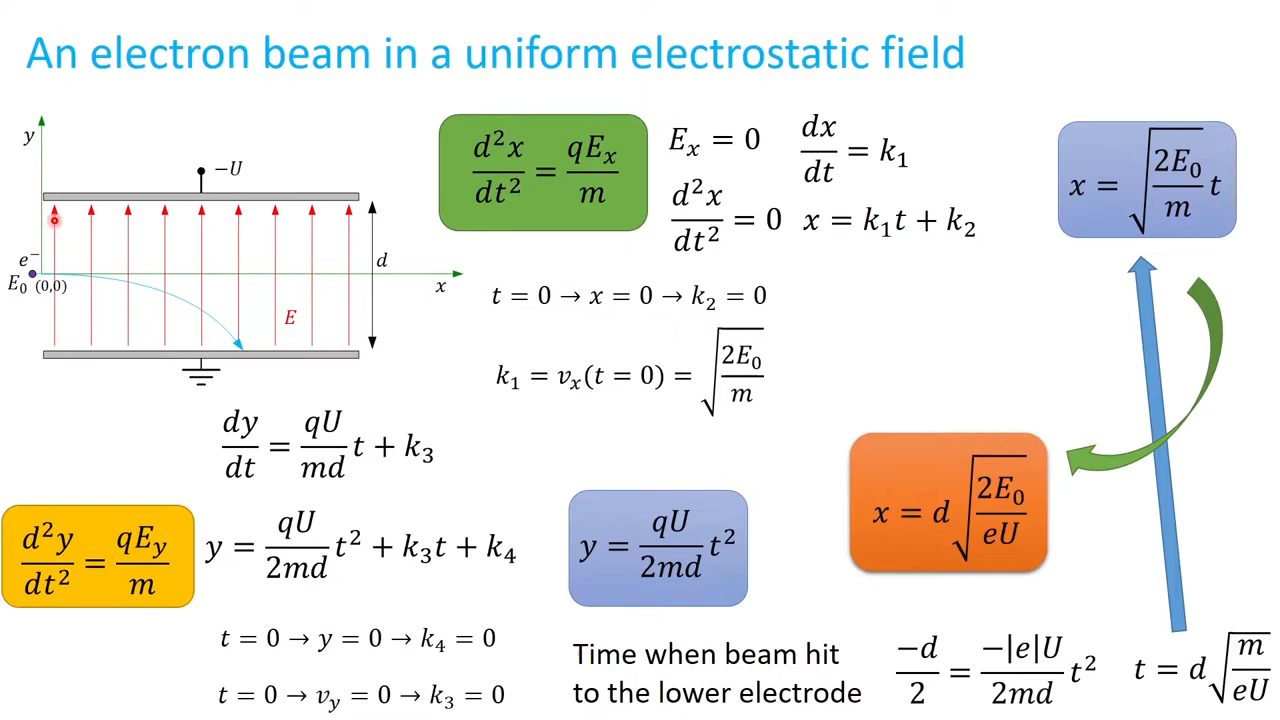 An electron beam in a uniform electrostatic field
y
−U
e⁻
E₀ (0,0)
x
d
E
d²x/dt² = qEₓ/m
Eₓ = 0
dx/dt = k₁
d²x/dt² = 0
x = k₁t + k₂
t = 0 → x = 0 → k₂ = 0
k₁ = vₓ(t = 0) = √(2E₀/m)
x = √(2E₀/m) t
dy/dt = qU/md t + k₃
d²y/dt² = qE_y/m
y = qU/2md t² + k₃t + k₄
t = 0 → y = 0 → k₄ = 0
t = 0 → v_y = 0 → k₃ = 0
y = qU/2md t²
x = d √(2E₀/eU)
Time when beam hit
to the lower electrode
−d/2 = −|e|U/2md t²
t = d √(m/eU)